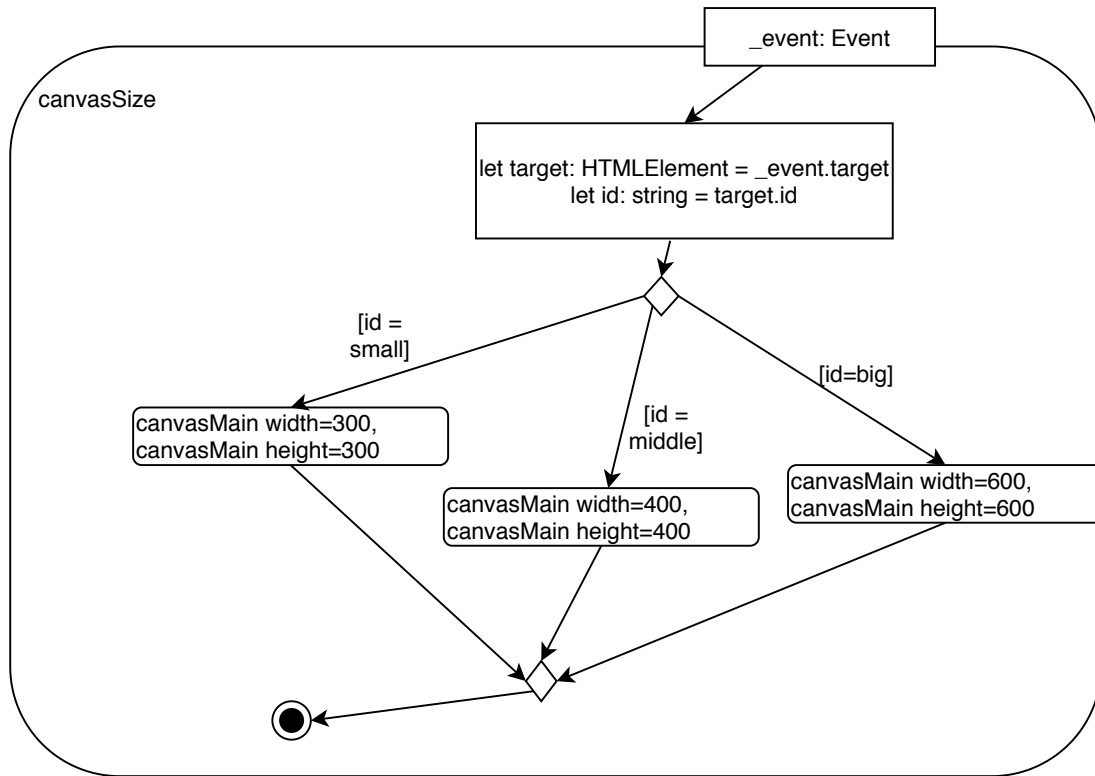 _event: Event
canvasSize
let target: HTMLElement = _event.target
let id: string = target.id
[id =
small]
[id=big]
[id =
middle]
canvasMain width=300,
canvasMain height=300
canvasMain width=400,
canvasMain height=400
canvasMain width=600,
canvasMain height=600